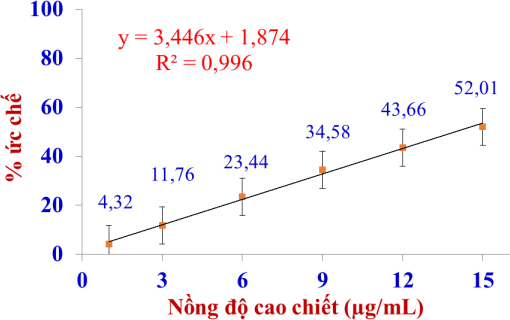 100
80
60
40
20
0
% ức chế
y = 3,446x + 1,874
R² = 0,996
4,32
11,76
23,44
34,58
43,66
52,01
0 3 6 9 12 15
Nồng độ cao chiết (µg/mL)